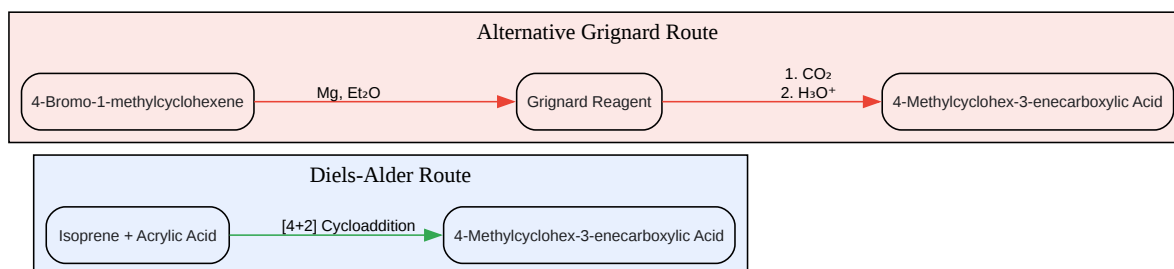 Alternative Grignard Route
4-Bromo-1-methylcyclohexene
Mg, Et₂O
Grignard Reagent
1. CO₂
2. H₃O⁺
4-Methylcyclohex-3-enecarboxylic Acid
Diels-Alder Route
Isoprene + Acrylic Acid
[4+2] Cycloaddition
4-Methylcyclohex-3-enecarboxylic Acid